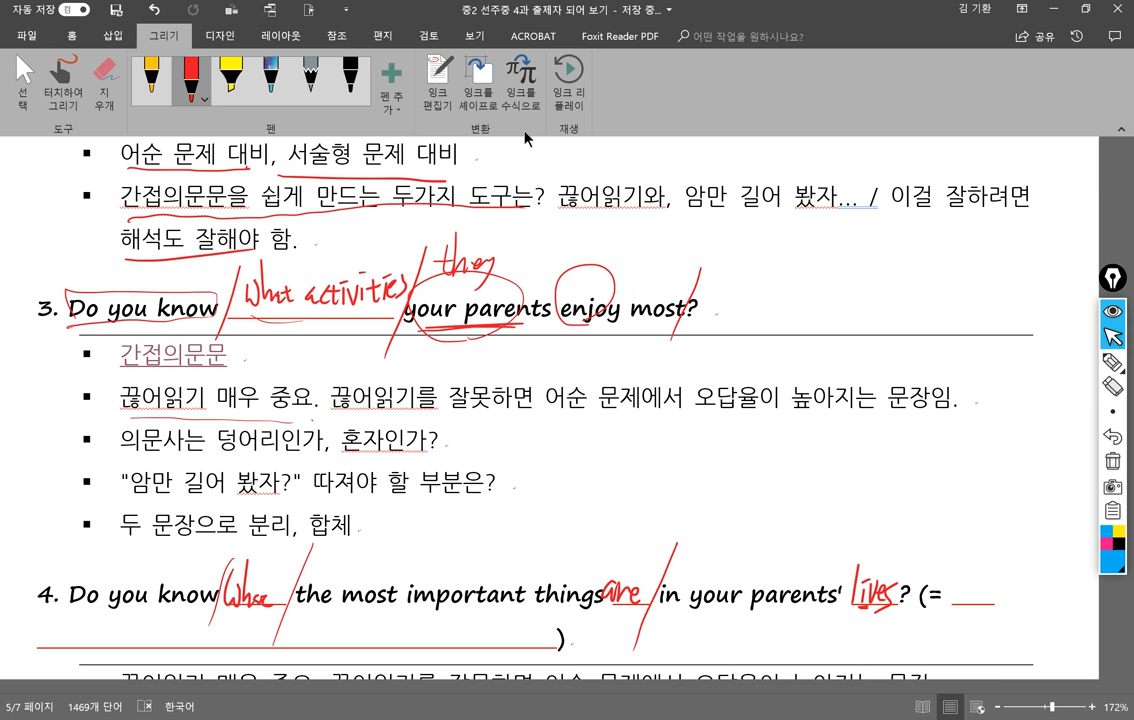 자동 저장 컴 중2 선주중 4과 출제자 되어 보기 - 저장 중... 김 기환
파일 홈 삽입 그리기 디자인 레이아웃 참조 편지 검토 보기 ACROBAT Foxit Reader PDF 어떤 작업을 원하시나요? 공유
선택 터치하여 그리기 지우개 펜 추가 잉크 편집기 잉크를 셰이프로 잉크를 수식으로 잉크 리플레이
도구 펜 변환 재생
▪ 어순 문제 대비, 서술형 문제 대비
▪ 간접의문문을 쉽게 만드는 두가지 도구는? 끊어읽기와, 암만 길어 봤자... / 이걸 잘하려면
해석도 잘해야 함.
they
3. Do you know / what activities / your parents enjoy most/?
▪ 간접의문문
▪ 끊어읽기 매우 중요. 끊어읽기를 잘못하면 어순 문제에서 오답율이 높아지는 문장임.
▪ 의문사는 덩어리인가, 혼자인가?
▪ "암만 길어 봤자?" 따져야 할 부분은?
▪ 두 문장으로 분리, 합체
4. Do you know / / the most important things are / in your parents' lives? (= ____
____)
5/7 페이지 1469개 단어 한국어 172%